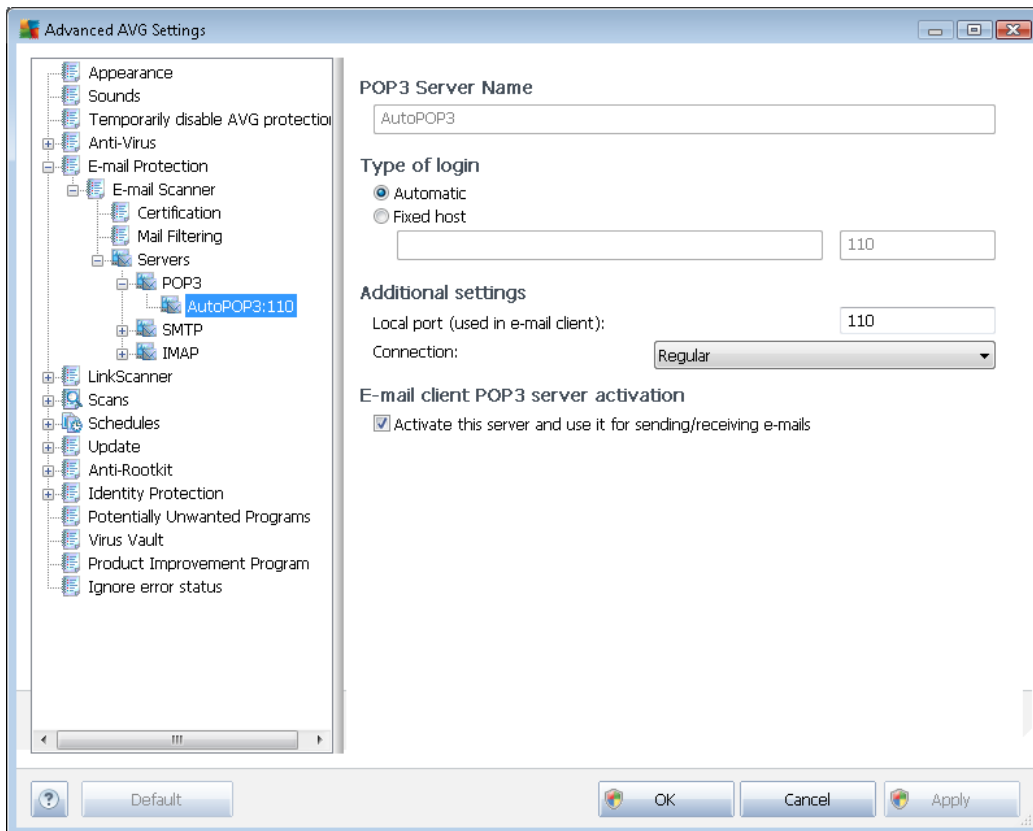 Advanced AVG Settings
Appearance
Sounds
Temporarily disable AVG protection
Anti-Virus
E-mail Protection
E-mail Scanner
Certification
Mail Filtering
Servers
POP3
AutoPOP3:110
SMTP
IMAP
LinkScanner
Scans
Schedules
Update
Anti-Rootkit
Identity Protection
Potentially Unwanted Programs
Virus Vault
Product Improvement Program
Ignore error status
POP3 Server Name
AutoPOP3
Type of login
Automatic
Fixed host
110
Additional settings
Local port (used in e-mail client): 110
Connection: Regular
E-mail client POP3 server activation
Activate this server and use it for sending/receiving e-mails
? Default OK Cancel Apply